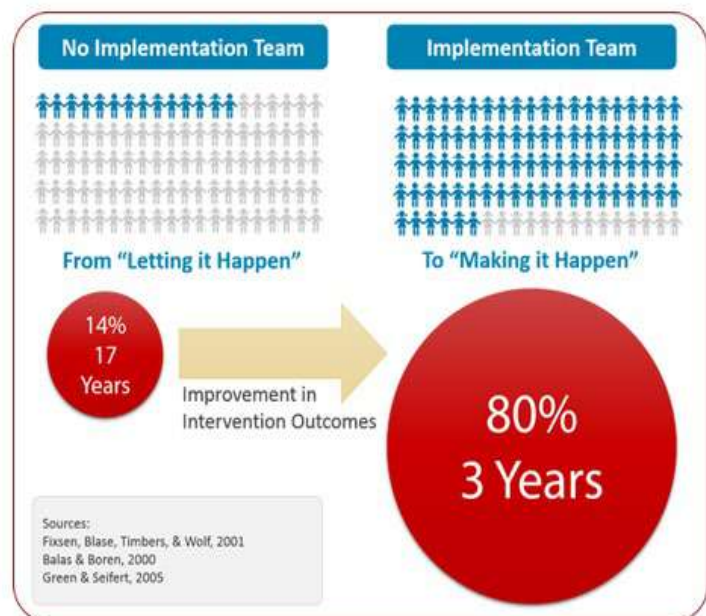 No Implementation Team
Implementation Team
From “Letting it Happen”
To “Making it Happen”
14%
17
Years
Improvement in
Intervention Outcomes
80%
3 Years
Sources:
Fixsen, Blase, Timbers, & Wolf, 2001
Balas & Boren, 2000
Green & Seifert, 2005